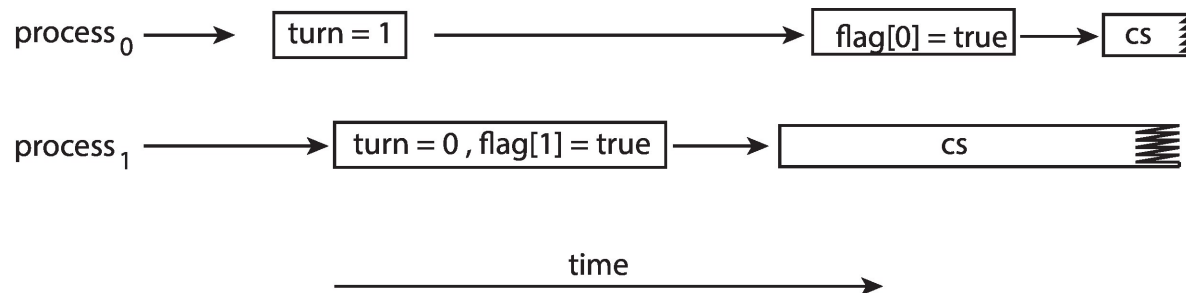 process0 turn = 1 flag[0] = true cs
process1 turn = 0 , flag[1] = true cs
time